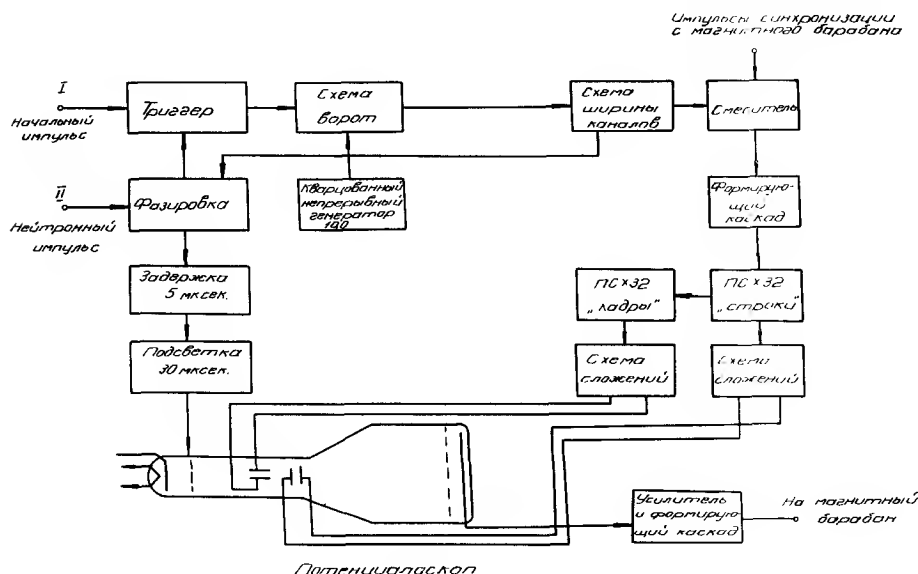 Импульсы синхронизации
с магнитного барабана
I
Начальный
импульс
Триггер
Схема
ворот
Схема
ширины
каналов
Смеситель
II
Нейтронный
импульс
Фазировка
Кварцованный
непрерывный
генератор
Формирую-
щий
каскад
Задержка
5 мксек.
ПС×32
„кадры"
ПС×32
„строки"
Подсветка
30 мксек.
Схема
сложений
Схема
сложений
Усилитель
и формирую-
щий каскад
На магнитный
барабан
Потенциалоскоп